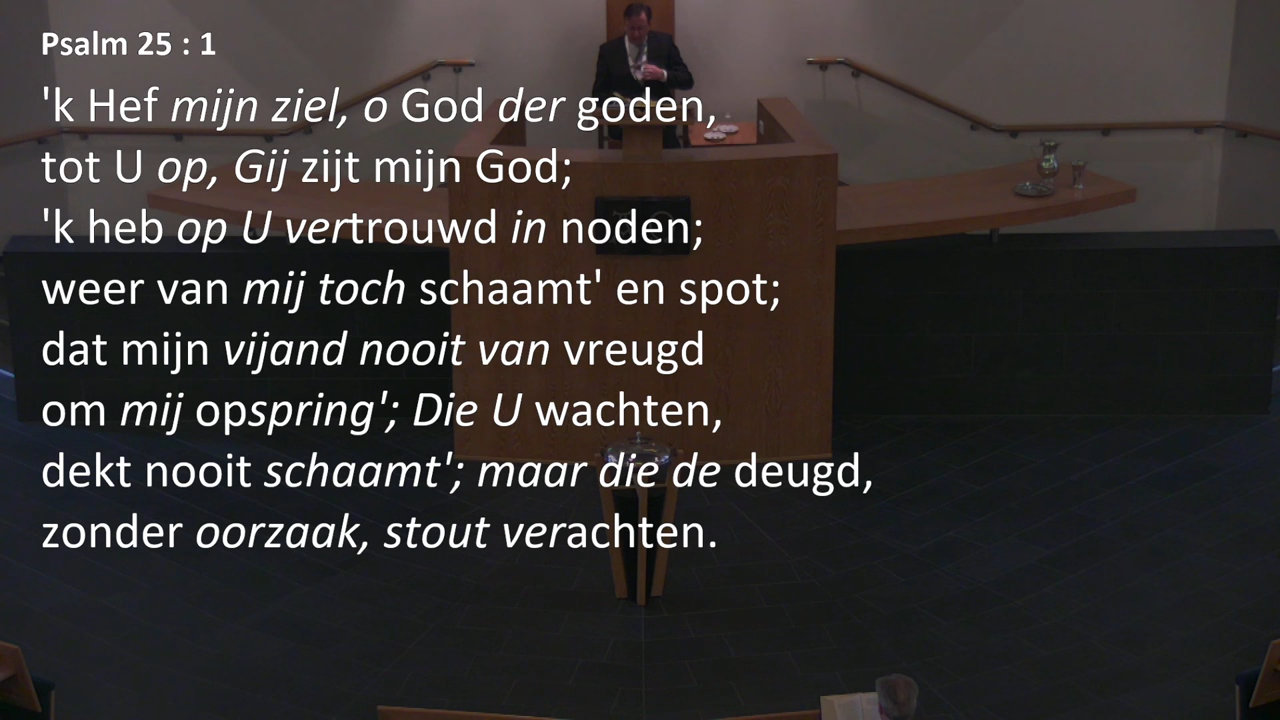 Psalm 25 : 1
'k Hef mijn ziel, o God der goden,
tot U op, Gij zijt mijn God;
'k heb op U vertrouwd in noden;
weer van mij toch schaamt' en spot;
dat mijn vijand nooit van vreugd
om mij opspring'; Die U wachten,
dekt nooit schaamt'; maar die de deugd,
zonder oorzaak, stout verachten.